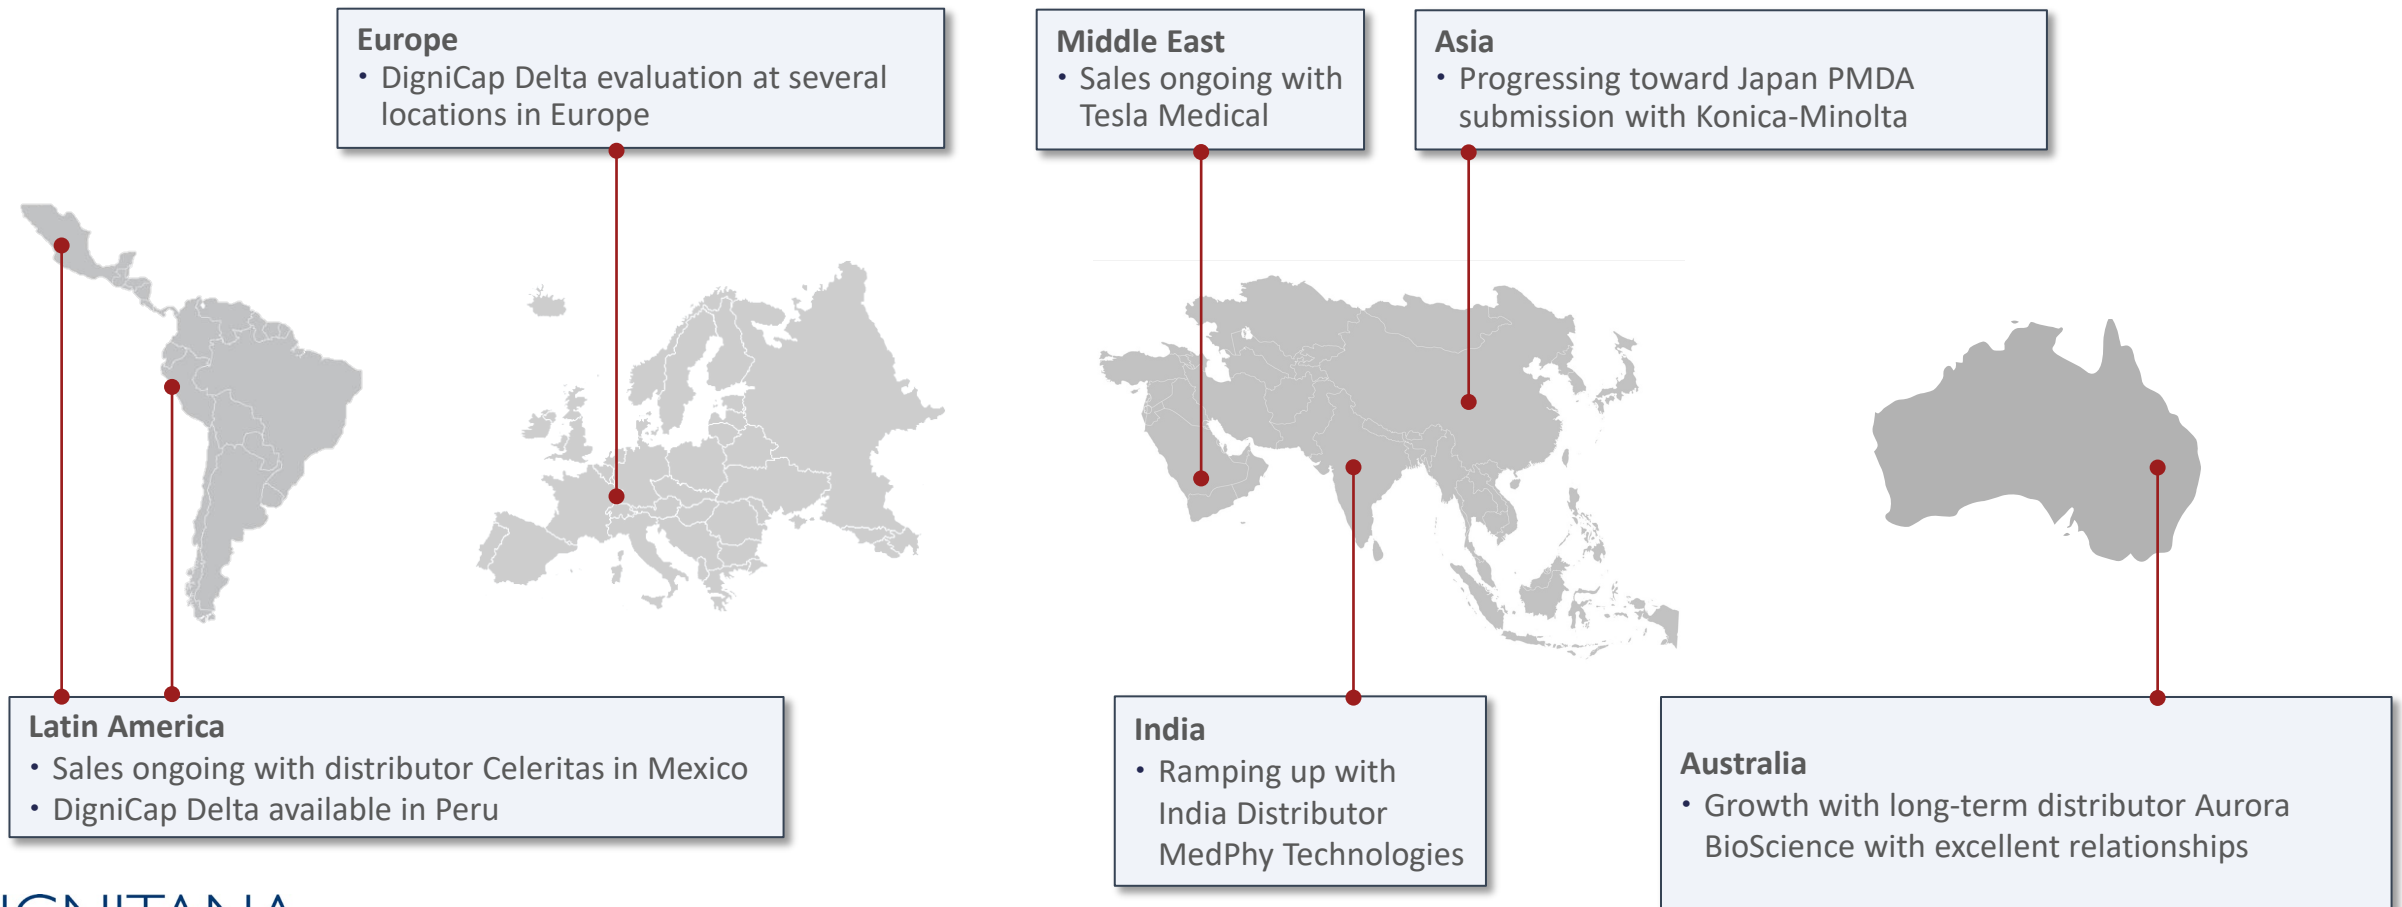 Europe
• DigniCap Delta evaluation at several
locations in Europe
Middle East
• Sales ongoing with
Tesla Medical
Asia
• Progressing toward Japan PMDA
submission with Konica-Minolta
Latin America
• Sales ongoing with distributor Celeritas in Mexico
• DigniCap Delta available in Peru
India
• Ramping up with
India Distributor
MedPhy Technologies
Australia
• Growth with long-term distributor Aurora
BioScience with excellent relationships